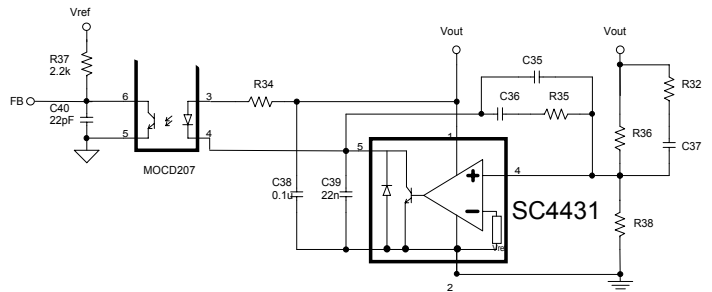 Vref
R37
2.2k
FB
C40
22pF
6
5
3
4
MOCD207
R34
C38
0.1u
C39
22n
Vout
1
5
4
2
SC4431
Vre
C35
C36
R35
Vout
R32
R36
C37
R38